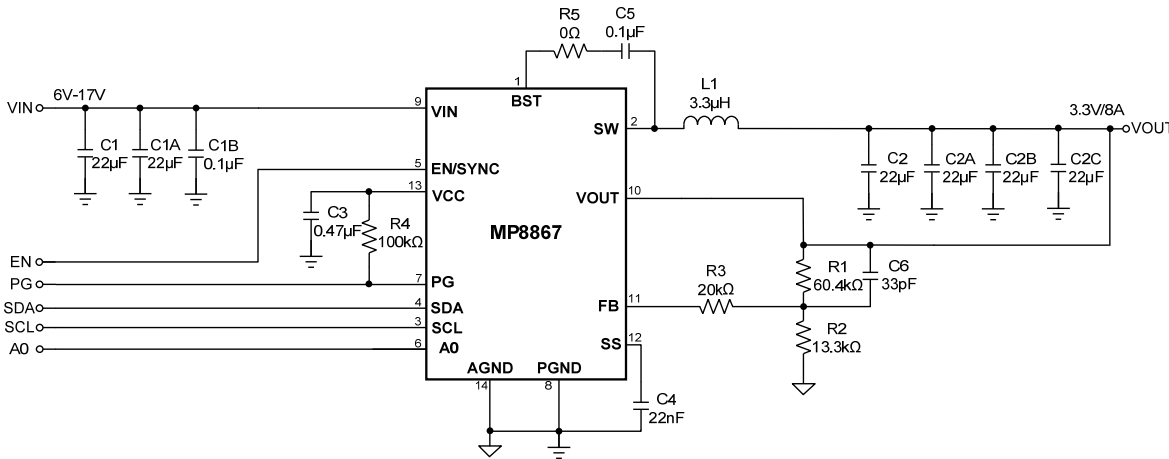 R5
0Ω
C5
0.1µF
1
BST
6V-17V
VIN
9
VIN
L1
3.3µH
SW
2
3.3V/8A
VOUT
C1
22µF
C1A
22µF
C1B
0.1µF
C2
22µF
C2A
22µF
C2B
22µF
C2C
22µF
5
EN/SYNC
13
VCC
VOUT
10
C3
0.47µF
R4
100kΩ
MP8867
EN
PG
7
PG
R3
20kΩ
R1
60.4kΩ
C6
33pF
SDA
4
SDA
FB
11
SCL
3
SCL
R2
13.3kΩ
A0
6
A0
SS
12
AGND
PGND
14
8
C4
22nF